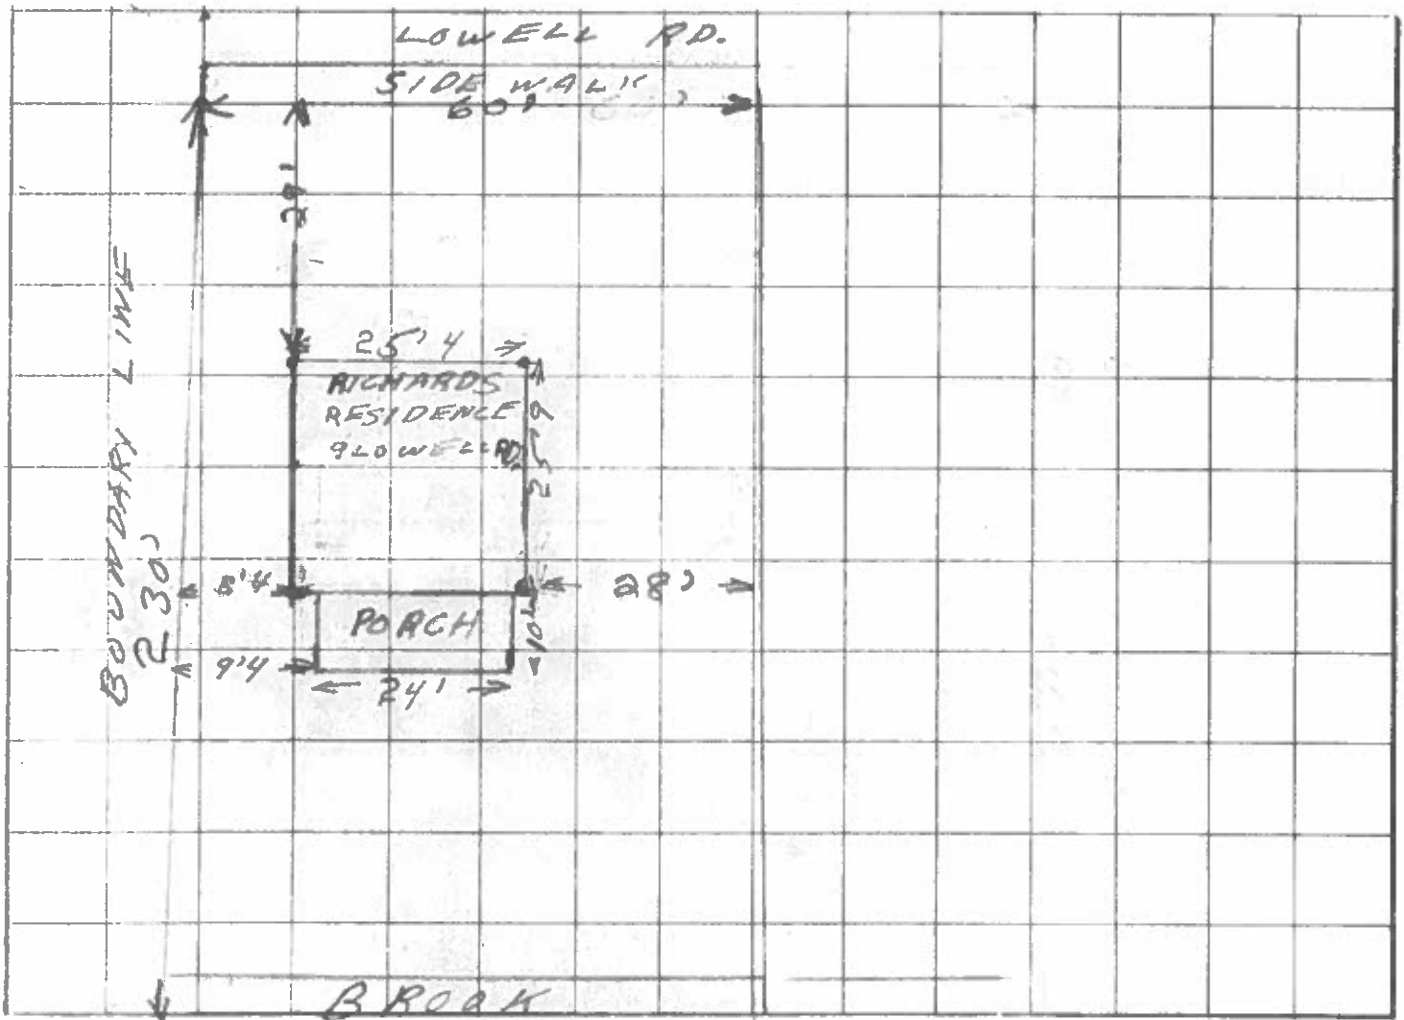 LOWELL RD.
SIDE WALK
60'
29'
25'4
RICHARDS
RESIDENCE
9 LOWELL RD.
25'9
BOUNDARY LINE
230'
8'4
28'
PORCH
9'4
24'
BROOK